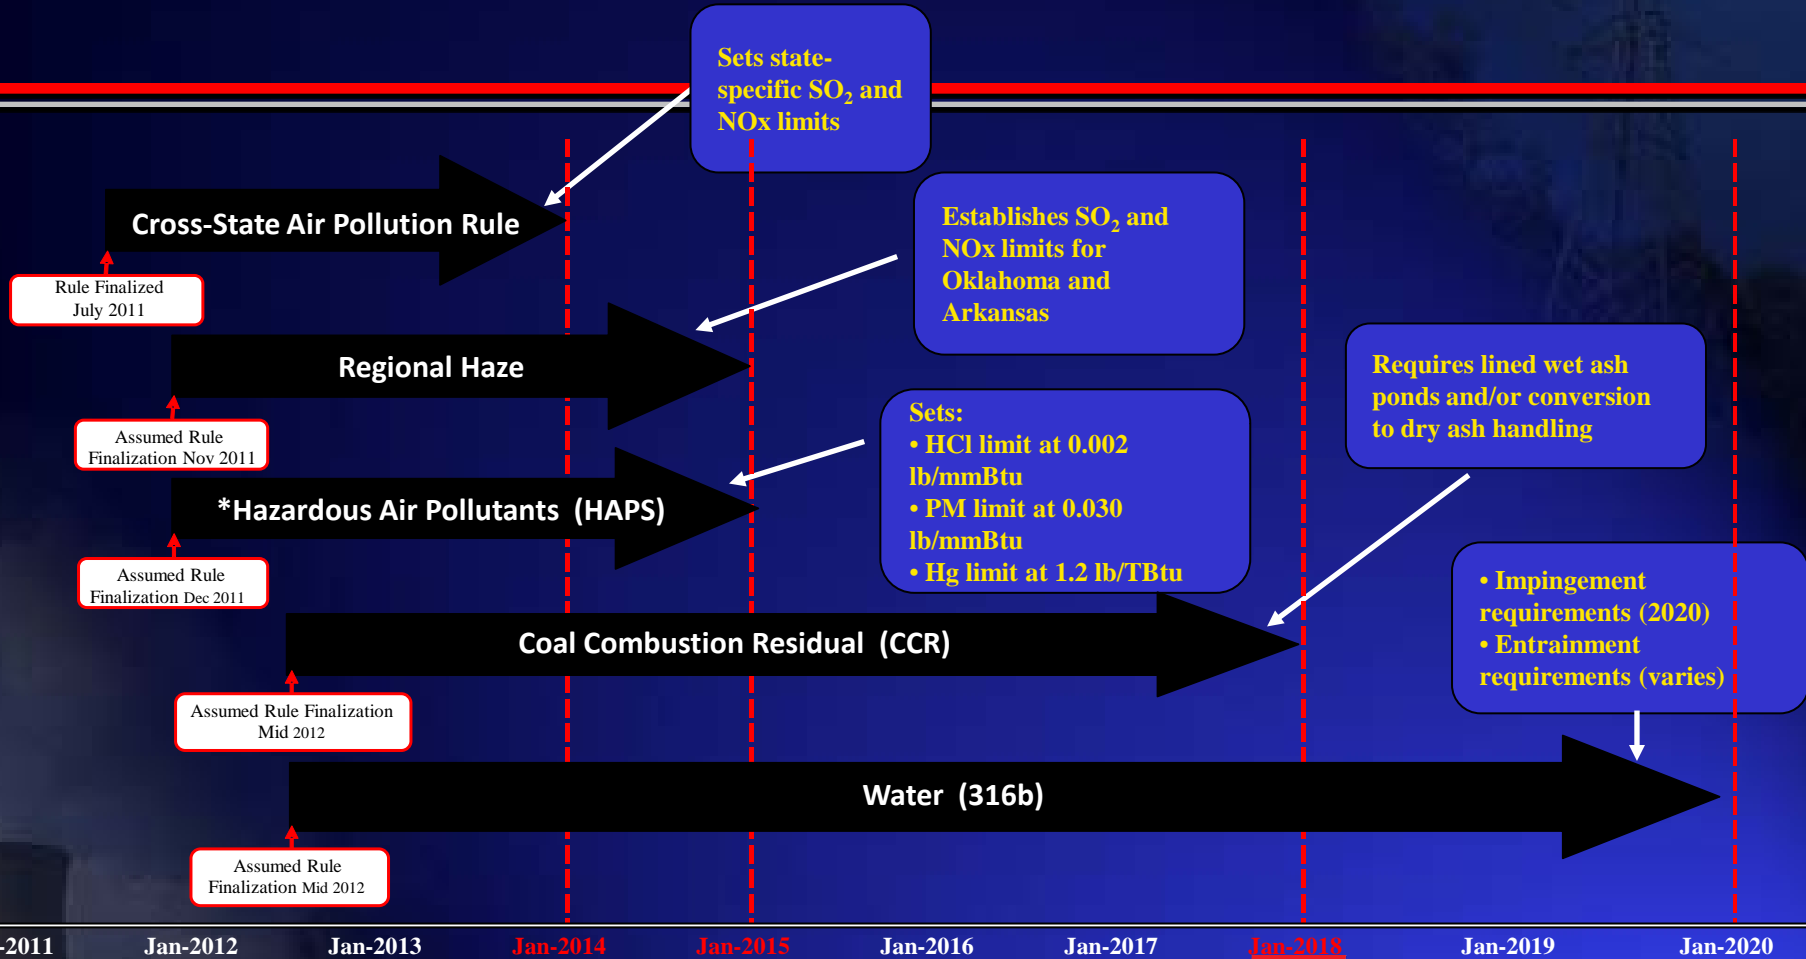 Sets state-
specific SO₂ and
NOx limits
Cross-State Air Pollution Rule
Rule Finalized
July 2011
Establishes SO₂ and
NOx limits for
Oklahoma and
Arkansas
Regional Haze
Assumed Rule
Finalization Nov 2011
Requires lined wet ash
ponds and/or conversion
to dry ash handling
Sets:
• HCl limit at 0.002
lb/mmBtu
• PM limit at 0.030
lb/mmBtu
• Hg limit at 1.2 lb/TBtu
*Hazardous Air Pollutants (HAPS)
Assumed Rule
Finalization Dec 2011
• Impingement
requirements (2020)
• Entrainment
requirements (varies)
Coal Combustion Residual (CCR)
Assumed Rule Finalization
Mid 2012
Water (316b)
Assumed Rule
Finalization Mid 2012
-2011 Jan-2012 Jan-2013 Jan-2014 Jan-2015 Jan-2016 Jan-2017 Jan-2018 Jan-2019 Jan-2020